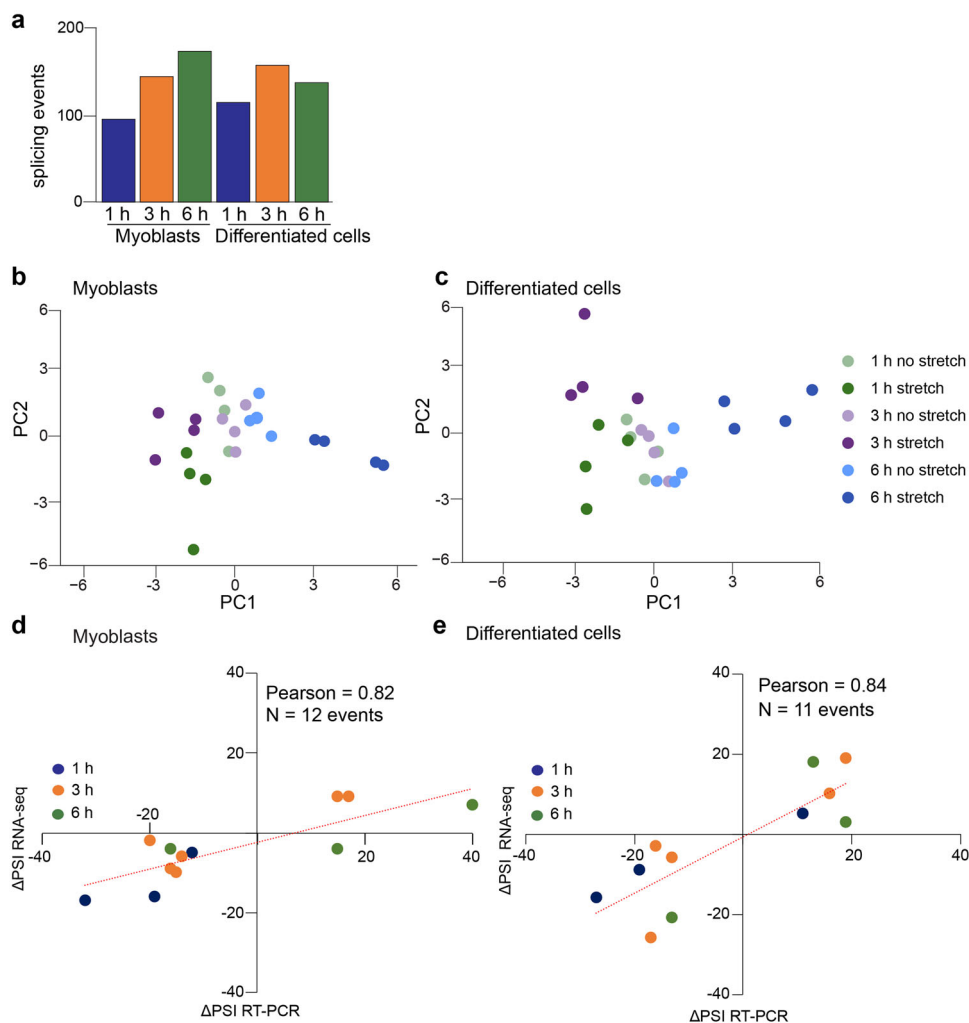 a
200
100
0
splicing events
1 h 3 h 6 h 1 h 3 h 6 h
Myoblasts Differentiated cells
b Myoblasts
6
3
0
-3
-6
PC2
−6 -3 0 3 6
PC1
c Differentiated cells
6
3
0
-3
-6
PC2
−6 -3 0 3 6
PC1
1 h no stretch
1 h stretch
3 h no stretch
3 h stretch
6 h no stretch
6 h stretch
d Myoblasts
40
20
-20
-40
Pearson = 0.82
N = 12 events
1 h
3 h
6 h
-40 -20 20 40
ΔPSI RNA-seq
ΔPSI RT-PCR
e Differentiated cells
40
20
-20
-40
Pearson = 0.84
N = 11 events
1 h
3 h
6 h
-40 -20 20 40
ΔPSI RNA-seq
ΔPSI RT-PCR